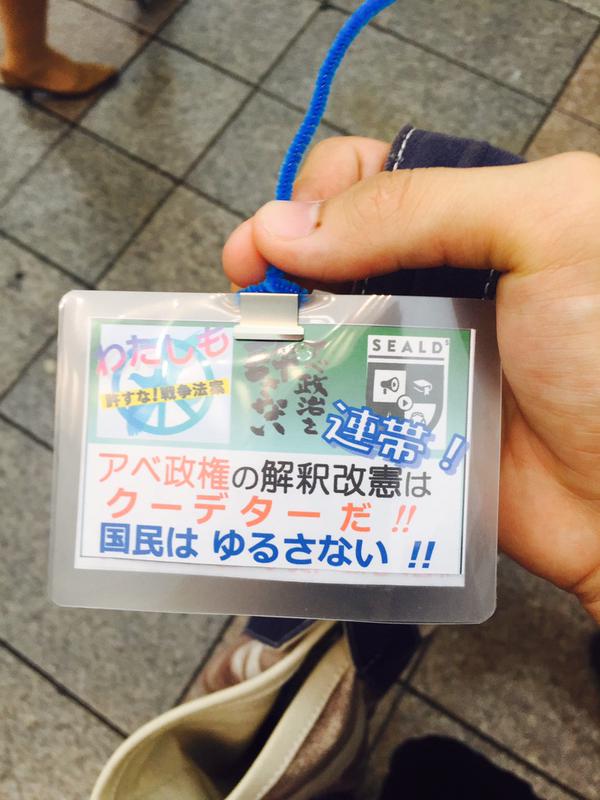 わたしも
許すな!戦争法案
政治を
SEALDs
連帯!
アベ政権の解釈改憲は
クーデターだ!!
国民は ゆるさない !!